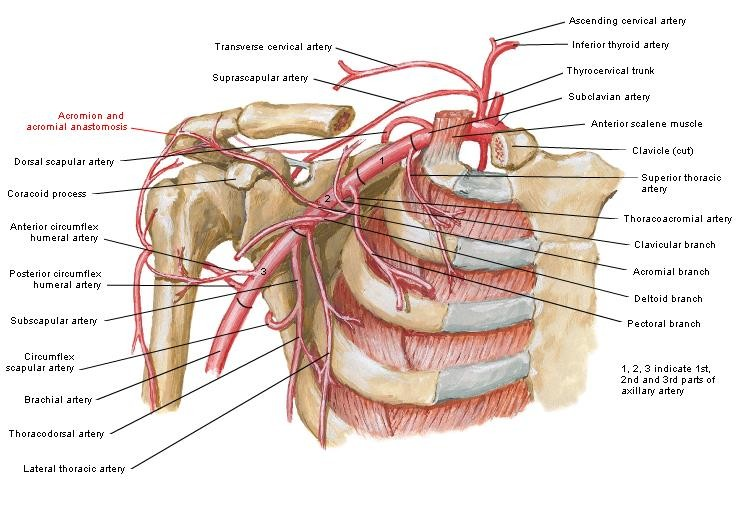 Ascending cervical artery
Transverse cervical artery
Inferior thyroid artery
Suprascapular artery
Thyrocervical trunk
Subclavian artery
Acromion and
acromial anastomosis
Anterior scalene muscle
Clavicle (cut)
Dorsal scapular artery
1
Superior thoracic
artery
Coracoid process
2
Thoracoacromial artery
Anterior circumflex
humeral artery
Clavicular branch
3
Acromial branch
Posterior circumflex
humeral artery
Deltoid branch
Subscapular artery
Pectoral branch
Circumflex
scapular artery
1, 2, 3 indicate 1st,
2nd and 3rd parts of
axillary artery
Brachial artery
Thoracodorsal artery
Lateral thoracic artery